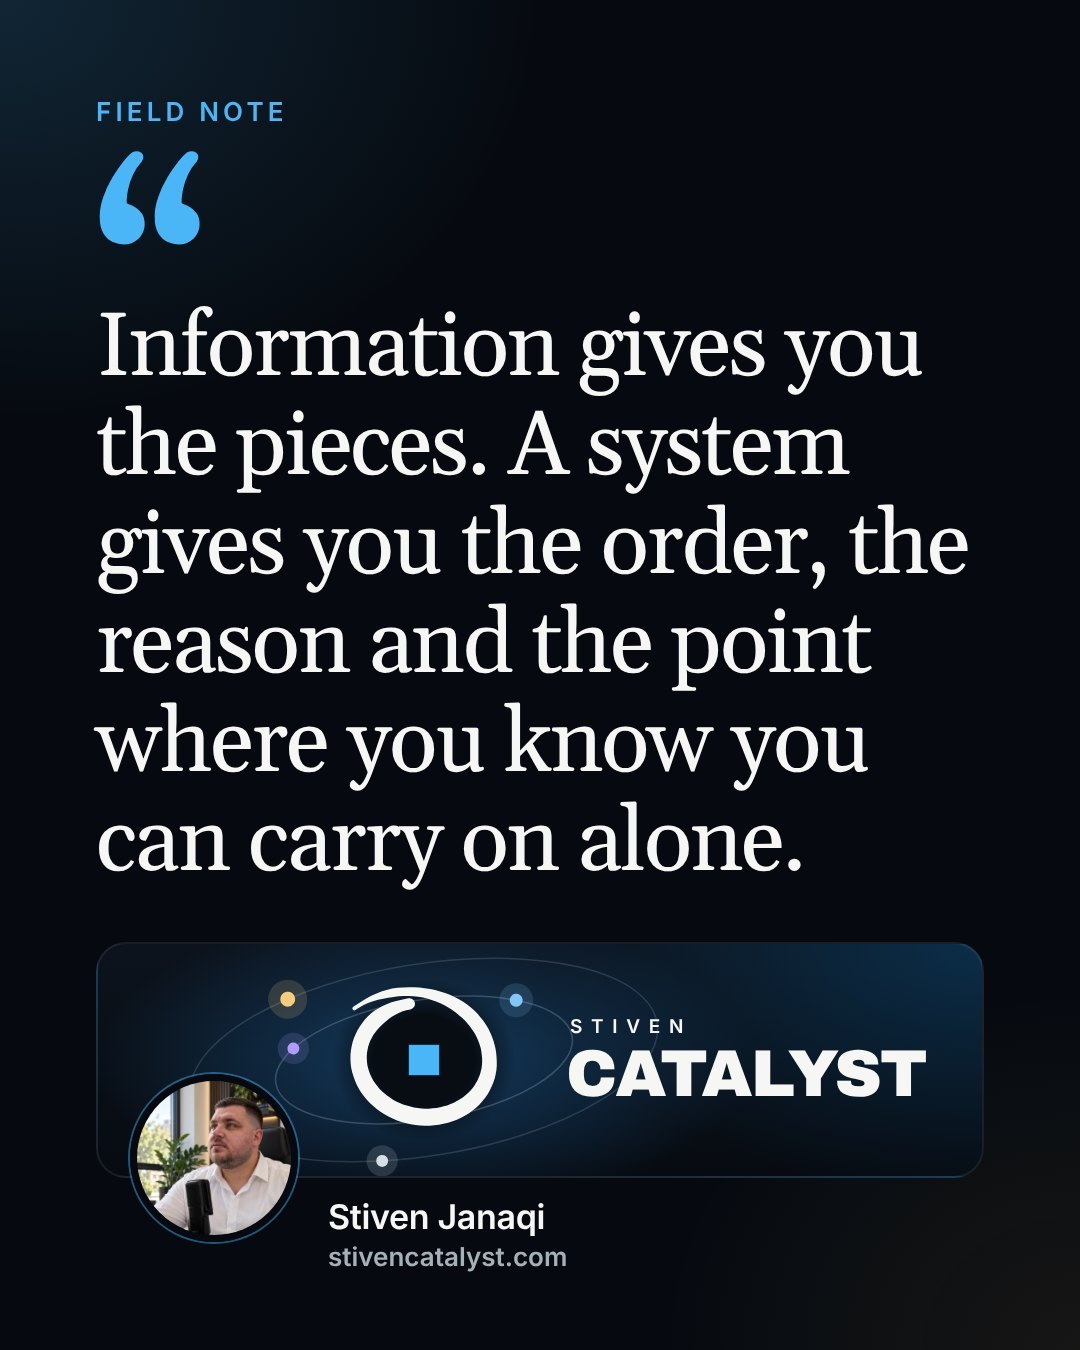 FIELD NOTE
“
Information gives you
the pieces. A system
gives you the order, the
reason and the point
where you know you
can carry on alone.
STIVEN
CATALYST
Stiven Janaqi
stivencatalyst.com